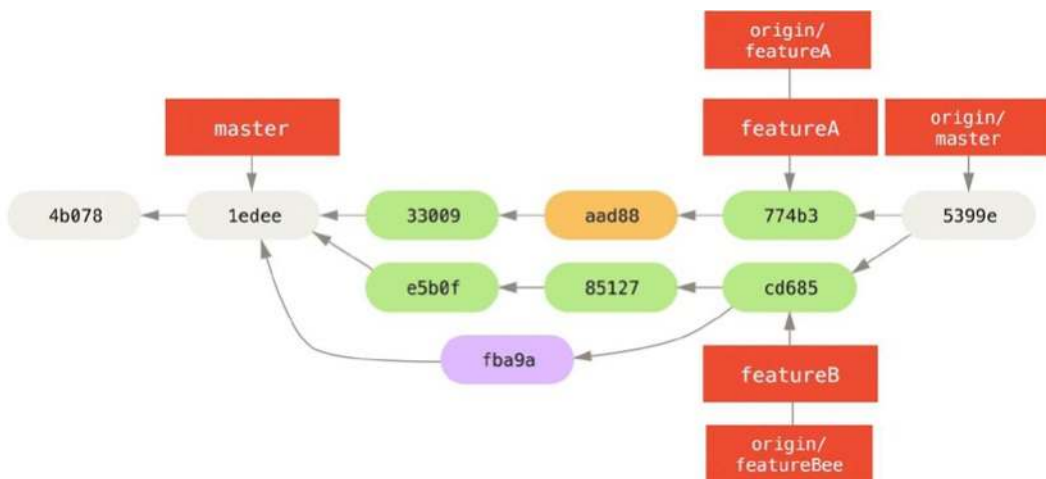 origin/
featureA
master
featureA
origin/
master
4b078
1edee
33009
aad88
774b3
5399e
e5b0f
85127
cd685
fba9a
featureB
origin/
featureBee